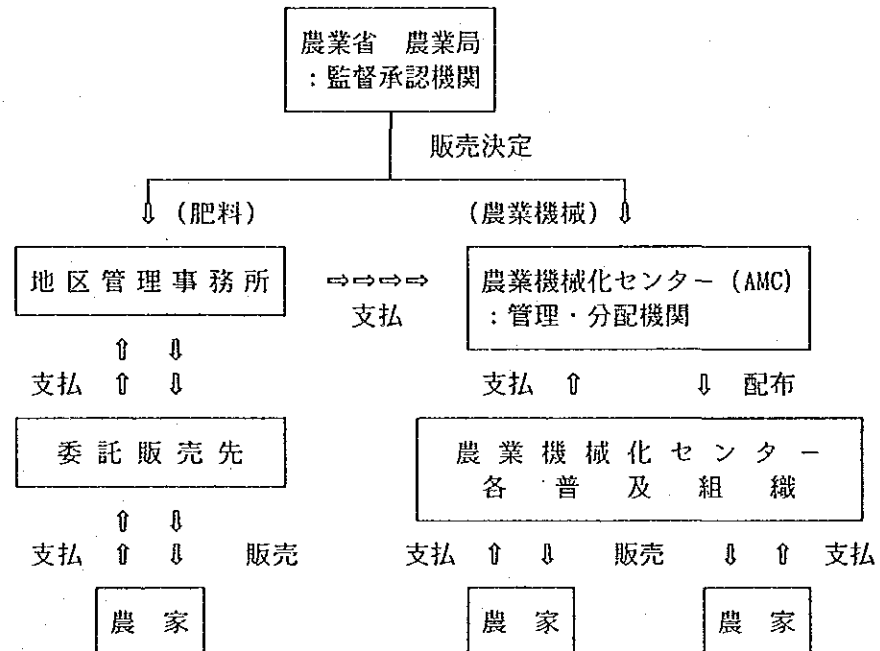 農業省 農業局
：監督承認機関
販売決定
⇩ (肥料) (農業機械) ⇩
地区管理事務所 ⇨⇨⇨⇨ 農業機械化センター (AMC)
支払 ：管理・分配機関
⇧ ⇩
支払 ⇧ ⇩ 支払 ⇧ ⇩ 配布
委託販売先 農業機械化センター
各普及組織
⇧ ⇩
支払 ⇧ ⇩ 販売 支払 ⇧ ⇩ 販売 ⇩ ⇧ 支払
農家 農家 農家